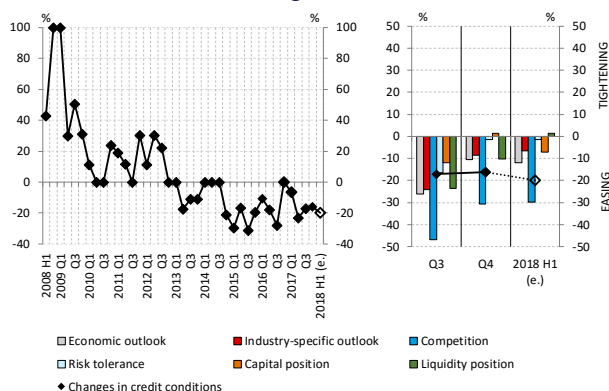 % %
100 100
80 80
60 60
40 40
20 20
0 0
-20 -20
-40 -40
2008 H1
2009 Q1
Q3
2010 Q1
Q3
2011 Q1
Q3
2012 Q1
Q3
2013 Q1
Q3
2014 Q1
Q3
2015 Q1
Q3
2016 Q1
Q3
2017 Q1
Q3
2018 H1 (e.)
% %
50 50
40 40
30 30
20 20
10 10
0 0
-10 -10
-20 -20
-30 -30
-40 -40
-50 -50
TIGHTENING
EASING
Q3 Q4 2018 H1
(e.)
Economic outlook Industry-specific outlook Competition
Risk tolerance Capital position Liquidity position
Changes in credit conditions